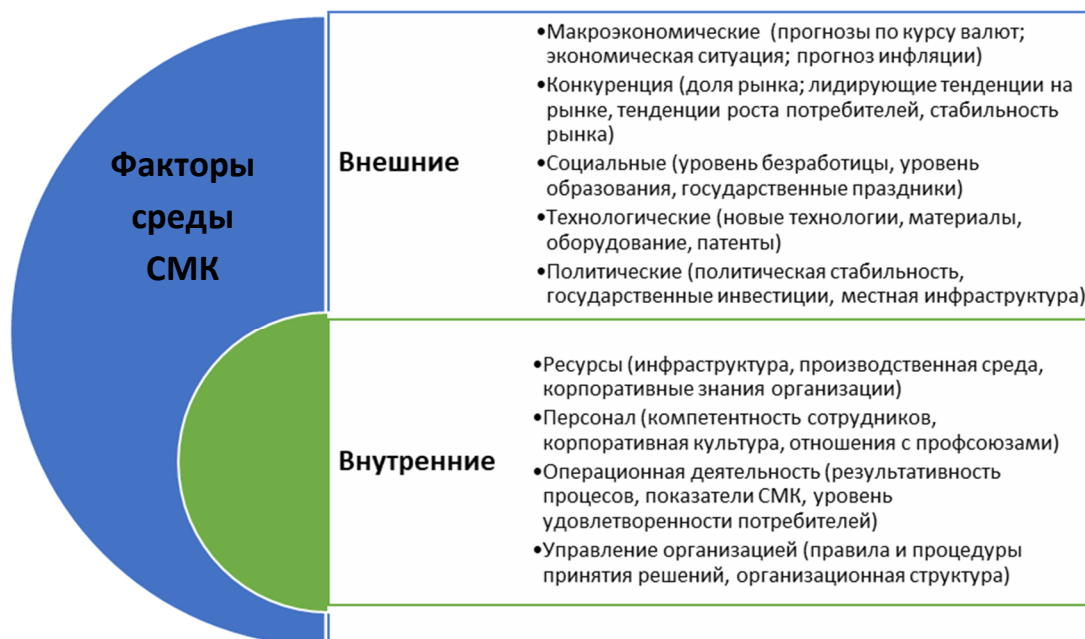 Факторы
среды
СМК
Внешние
•Макроэкономические (прогнозы по курсу валют;
экономическая ситуация; прогноз инфляции)
•Конкуренция (доля рынка; лидирующие тенденции на
рынке, тенденции роста потребителей, стабильность
рынка)
•Социальные (уровень безработицы, уровень
образования, государственные праздники)
•Технологические (новые технологии, материалы,
оборудование, патенты)
•Политические (политическая стабильность,
государственные инвестиции, местная инфраструктура)
Внутренние
•Ресурсы (инфраструктура, производственная среда,
корпоративные знания организации)
•Персонал (компетентность сотрудников,
корпоративная культура, отношения с профсоюзами)
•Операционная деятельность (результативность
процесов, показатели СМК, уровень
удовлетворенности потребителей)
•Управление организацией (правила и процедуры
принятия решений, организационная структура)